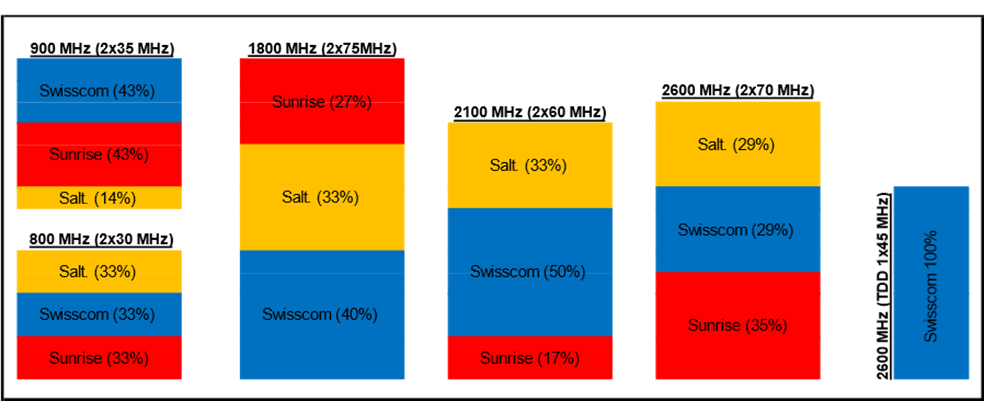 900 MHz (2x35 MHz)
Swisscom (43%)
Sunrise (43%)
Salt. (14%)
800 MHz (2x30 MHz)
Salt. (33%)
Swisscom (33%)
Sunrise (33%)
1800 MHz (2x75MHz)
Sunrise (27%)
Salt. (33%)
Swisscom (40%)
2100 MHz (2x60 MHz)
Salt. (33%)
Swisscom (50%)
Sunrise (17%)
2600 MHz (2x70 MHz)
Salt. (29%)
Swisscom (29%)
Sunrise (35%)
2600 MHz (TDD 1x45 MHz)
Swisscom 100%